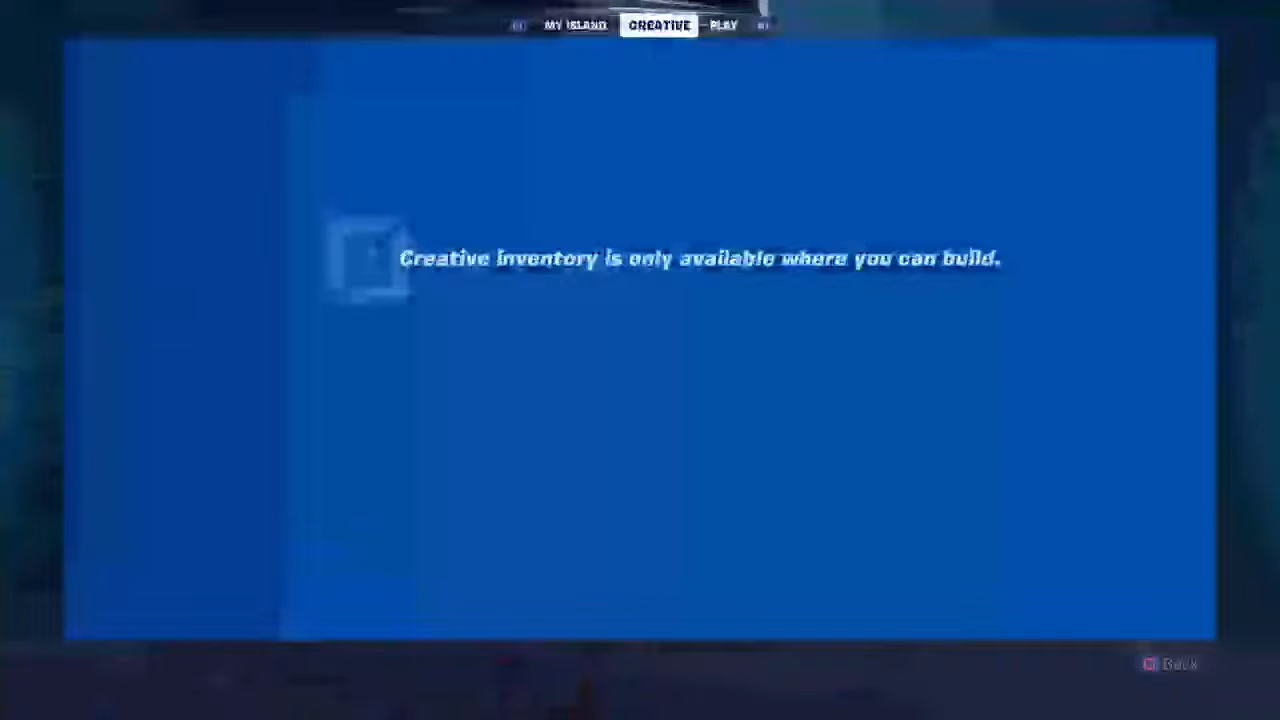 MY ISLAND CREATIVE PLAY
Creative inventory is only available where you can build.
Back